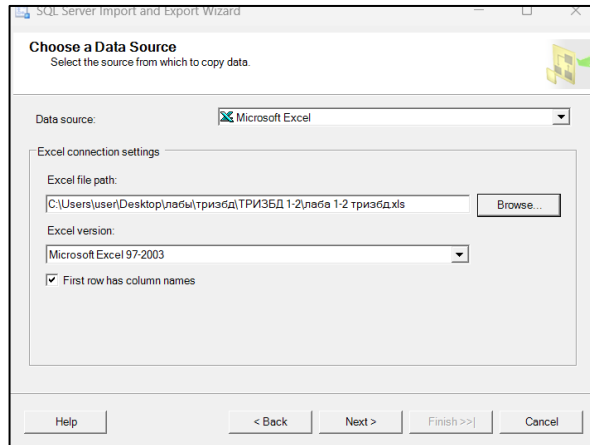 SQL Server Import and Export Wizard
Choose a Data Source
Select the source from which to copy data.
Data source:
Microsoft Excel
Excel connection settings
Excel file path:
C:\Users\user\Desktop\лабы\тризбд\ТРИЗБД 1-2\лаба 1-2 тризбд.xls
Browse...
Excel version:
Microsoft Excel 97-2003
First row has column names
Help
< Back
Next >
Finish >>|
Cancel